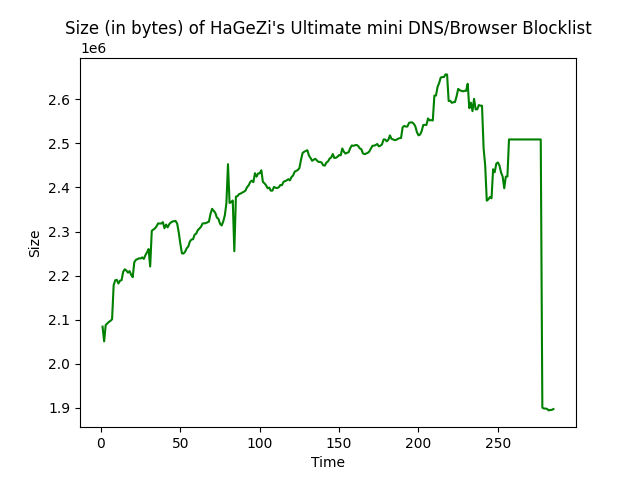 Size (in bytes) of HaGeZi's Ultimate mini DNS/Browser Blocklist
1e6
2.6
2.5
2.4
2.3
2.2
2.1
2.0
1.9
Size
0 50 100 150 200 250
Time